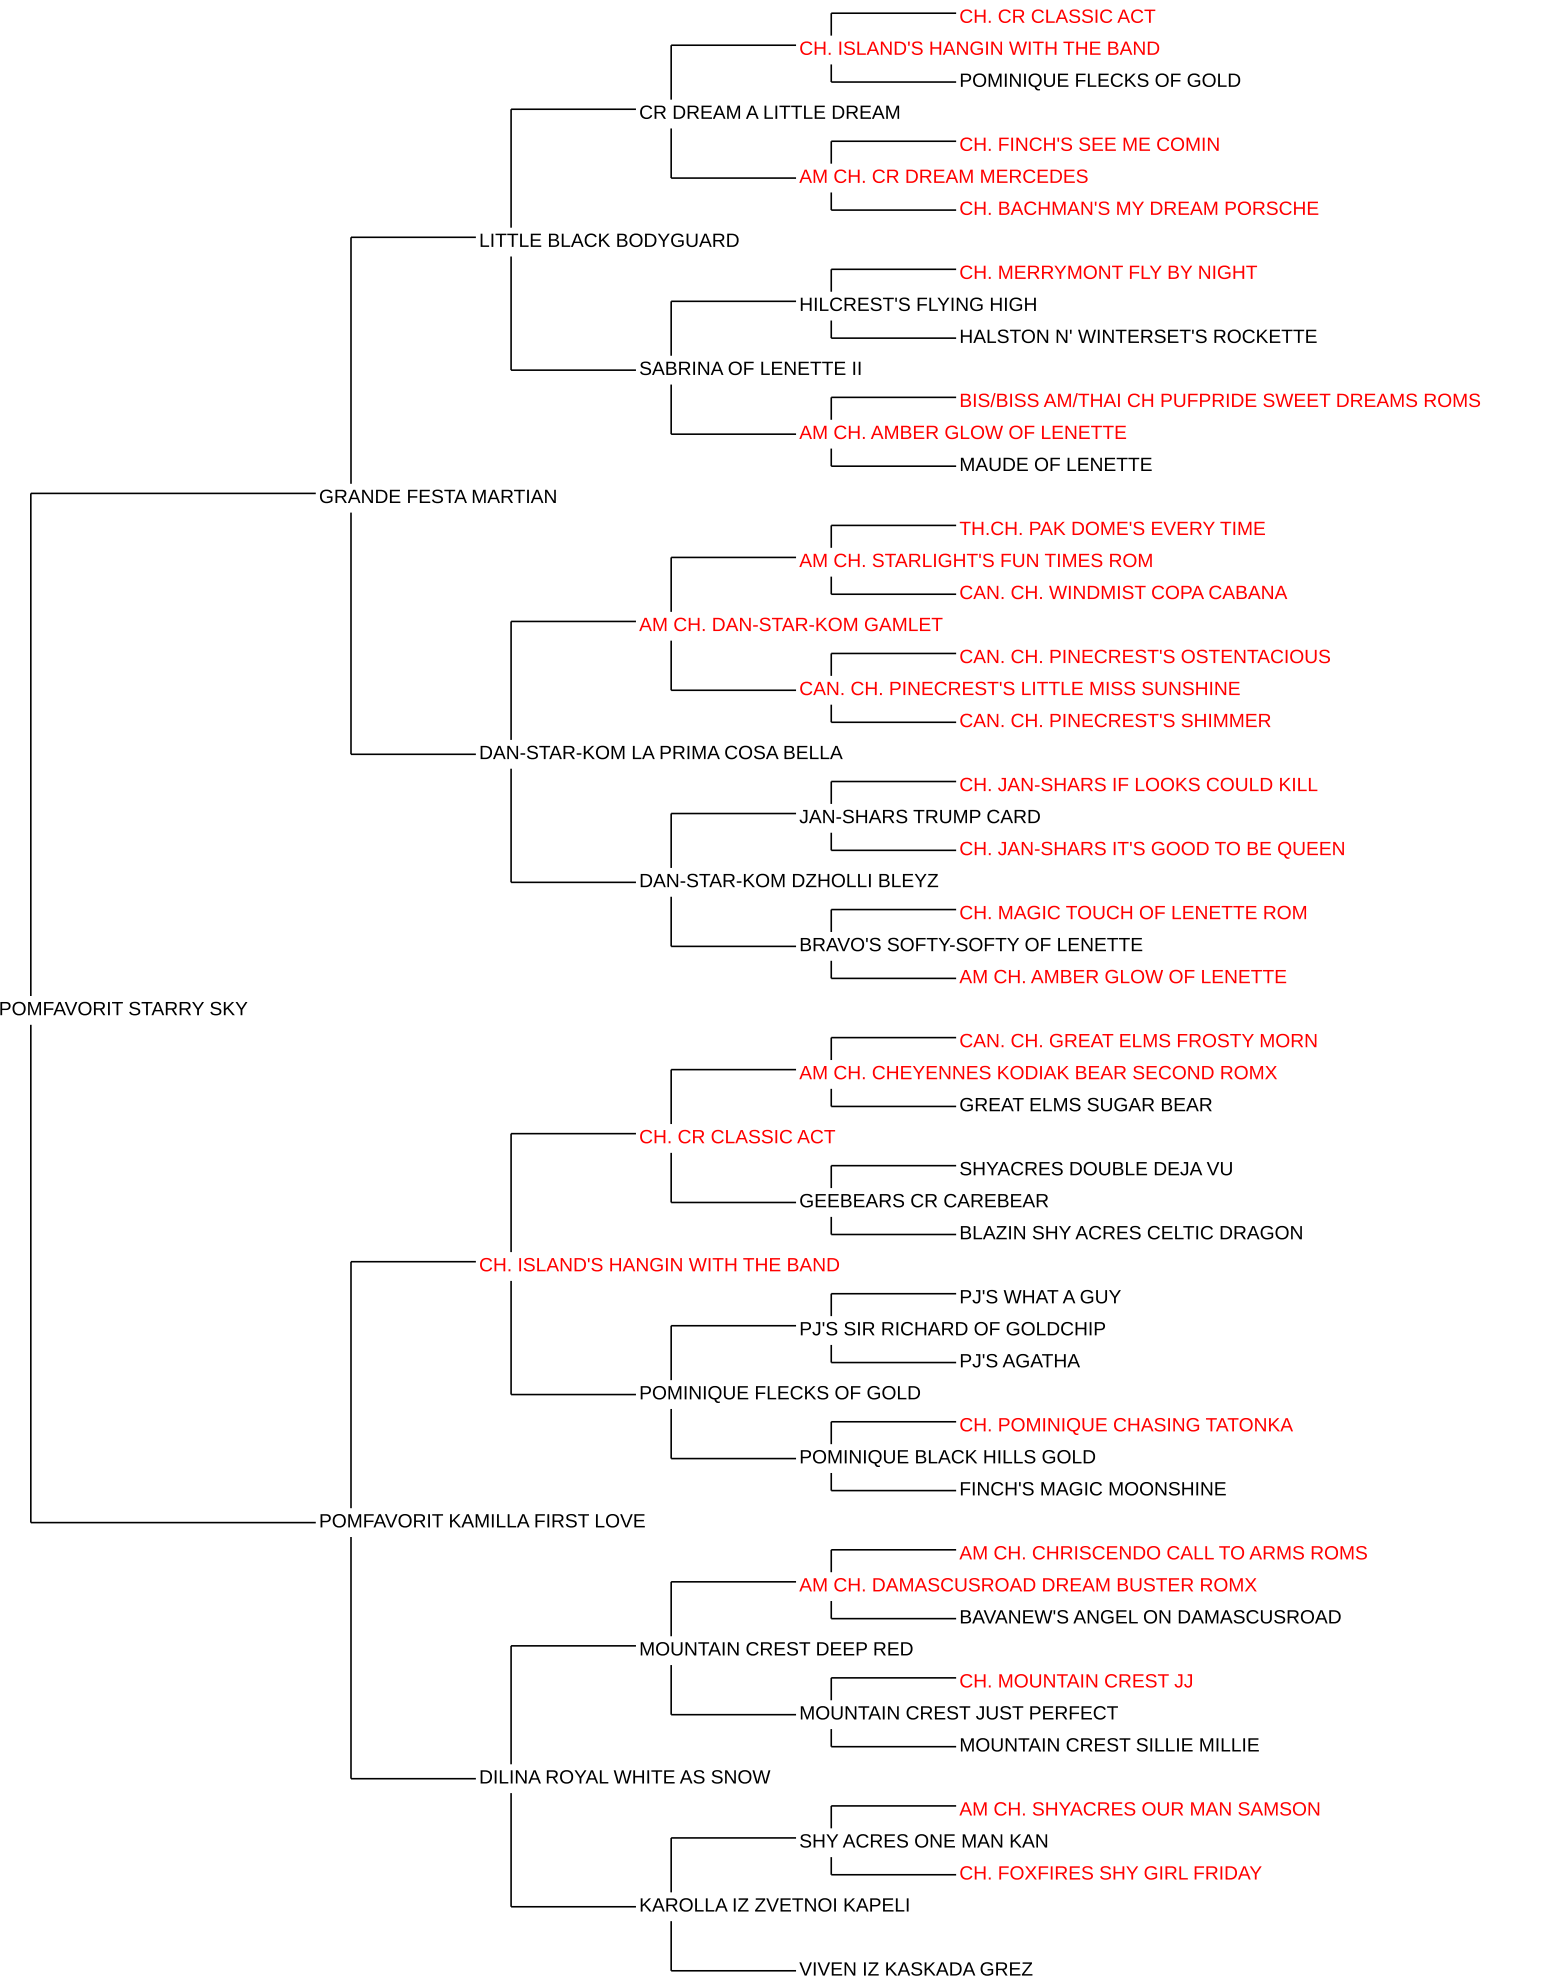 CH. CR CLASSIC ACT
CH. ISLAND'S HANGIN WITH THE BAND
POMINIQUE FLECKS OF GOLD
CR DREAM A LITTLE DREAM
CH. FINCH'S SEE ME COMIN
AM CH. CR DREAM MERCEDES
CH. BACHMAN'S MY DREAM PORSCHE
LITTLE BLACK BODYGUARD
CH. MERRYMONT FLY BY NIGHT
HILCREST'S FLYING HIGH
HALSTON N' WINTERSET'S ROCKETTE
SABRINA OF LENETTE II
BIS/BISS AM/THAI CH PUFPRIDE SWEET DREAMS ROMS
AM CH. AMBER GLOW OF LENETTE
MAUDE OF LENETTE
GRANDE FESTA MARTIAN
TH.CH. PAK DOME'S EVERY TIME
AM CH. STARLIGHT'S FUN TIMES ROM
CAN. CH. WINDMIST COPA CABANA
AM CH. DAN-STAR-KOM GAMLET
CAN. CH. PINECREST'S OSTENTACIOUS
CAN. CH. PINECREST'S LITTLE MISS SUNSHINE
CAN. CH. PINECREST'S SHIMMER
DAN-STAR-KOM LA PRIMA COSA BELLA
CH. JAN-SHARS IF LOOKS COULD KILL
JAN-SHARS TRUMP CARD
CH. JAN-SHARS IT'S GOOD TO BE QUEEN
DAN-STAR-KOM DZHOLLI BLEYZ
CH. MAGIC TOUCH OF LENETTE ROM
BRAVO'S SOFTY-SOFTY OF LENETTE
AM CH. AMBER GLOW OF LENETTE
POMFAVORIT STARRY SKY
CAN. CH. GREAT ELMS FROSTY MORN
AM CH. CHEYENNES KODIAK BEAR SECOND ROMX
GREAT ELMS SUGAR BEAR
CH. CR CLASSIC ACT
SHYACRES DOUBLE DEJA VU
GEEBEARS CR CAREBEAR
BLAZIN SHY ACRES CELTIC DRAGON
CH. ISLAND'S HANGIN WITH THE BAND
PJ'S WHAT A GUY
PJ'S SIR RICHARD OF GOLDCHIP
PJ'S AGATHA
POMINIQUE FLECKS OF GOLD
CH. POMINIQUE CHASING TATONKA
POMINIQUE BLACK HILLS GOLD
FINCH'S MAGIC MOONSHINE
POMFAVORIT KAMILLA FIRST LOVE
AM CH. CHRISCENDO CALL TO ARMS ROMS
AM CH. DAMASCUSROAD DREAM BUSTER ROMX
BAVANEW'S ANGEL ON DAMASCUSROAD
MOUNTAIN CREST DEEP RED
CH. MOUNTAIN CREST JJ
MOUNTAIN CREST JUST PERFECT
MOUNTAIN CREST SILLIE MILLIE
DILINA ROYAL WHITE AS SNOW
AM CH. SHYACRES OUR MAN SAMSON
SHY ACRES ONE MAN KAN
CH. FOXFIRES SHY GIRL FRIDAY
KAROLLA IZ ZVETNOI KAPELI
VIVEN IZ KASKADA GREZ